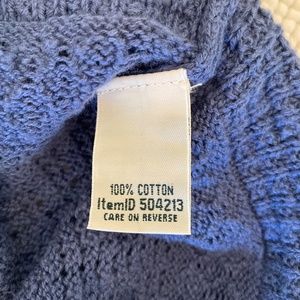 100% COTTON
ItemID 504213
CARE ON REVERSE